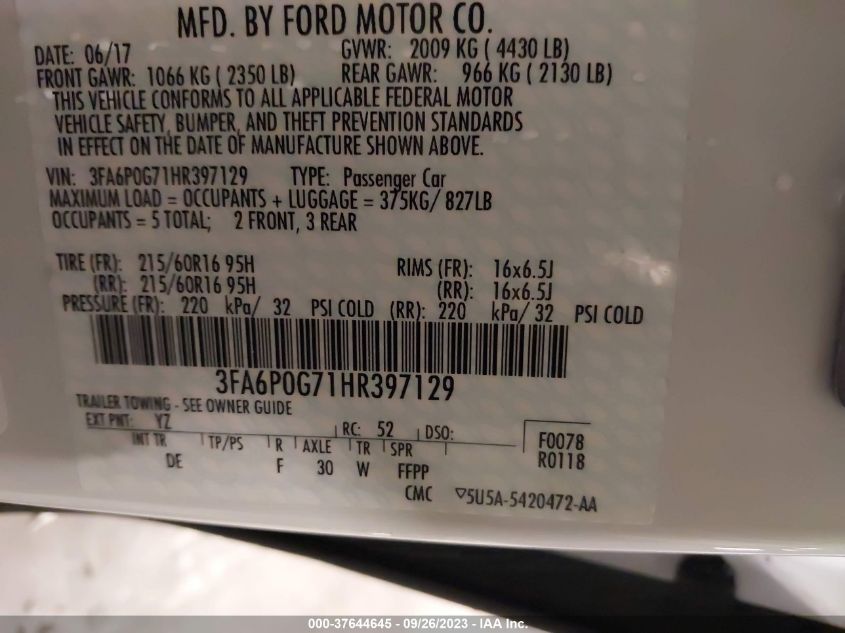 MFD. BY FORD MOTOR CO.
DATE: 06/17 GVWR: 2009 KG ( 4430 LB)
FRONT GAWR: 1066 KG ( 2350 LB) REAR GAWR: 966 KG ( 2130 LB)
THIS VEHICLE CONFORMS TO ALL APPLICABLE FEDERAL MOTOR
VEHICLE SAFETY, BUMPER, AND THEFT PREVENTION STANDARDS
IN EFFECT ON THE DATE OF MANUFACTURE SHOWN ABOVE.
VIN: 3FA6P0G71HR397129 TYPE: Passenger Car
MAXIMUM LOAD = OCCUPANTS + LUGGAGE = 375KG/ 827LB
OCCUPANTS = 5 TOTAL; 2 FRONT, 3 REAR
TIRE (FR): 215/60R16 95H RIMS (FR): 16x6.5J
(RR): 215/60R16 95H (RR): 16x6.5J
PRESSURE (FR): 220 kPa/ 32 PSI COLD (RR): 220 kPa/ 32 PSI COLD
3FA6P0G71HR397129
TRAILER TOWING - SEE OWNER GUIDE
EXT PNT: YZ RC: 52 DSO: F0078
INT TR TP/PS R AXLE TR SPR R0118
DE F 30 W FFPP
CMC ▽5U5A-5420472-AA
000-37644645 - 09/26/2023 - IAA Inc.